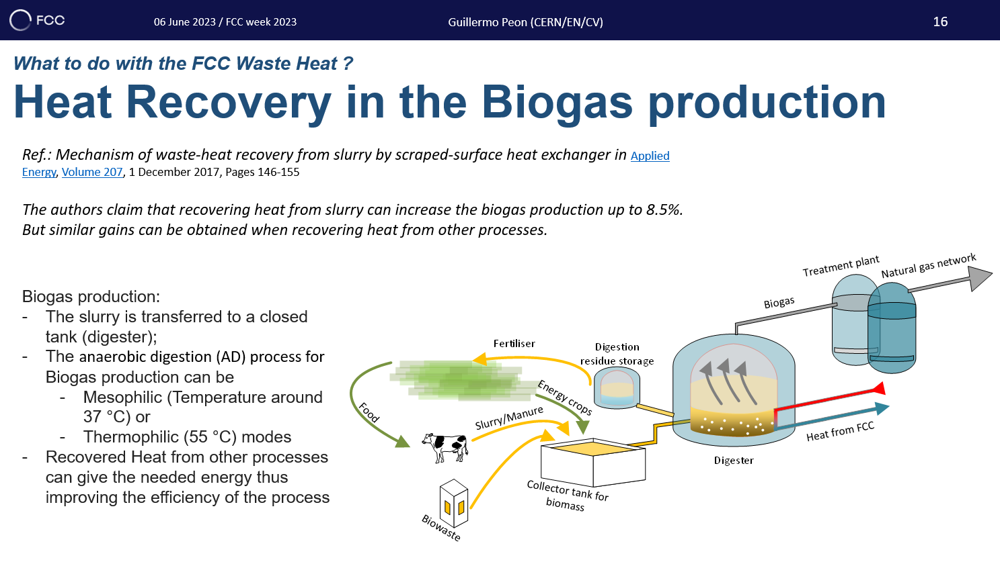 FCC
06 June 2023 / FCC week 2023
Guillermo Peon (CERN/EN/CV)
16
What to do with the FCC Waste Heat ?
Heat Recovery in the Biogas production
Ref.: Mechanism of waste-heat recovery from slurry by scraped-surface heat exchanger in Applied
Energy, Volume 207, 1 December 2017, Pages 146-155
The authors claim that recovering heat from slurry can increase the biogas production up to 8.5%.
But similar gains can be obtained when recovering heat from other processes.
Biogas production:
- The slurry is transferred to a closed
tank (digester);
- The anaerobic digestion (AD) process for
Biogas production can be
- Mesophilic (Temperature around
37 °C) or
- Thermophilic (55 °C) modes
- Recovered Heat from other processes
can give the needed energy thus
improving the efficiency of the process
Treatment plant
Natural gas network
Biogas
Fertiliser
Digestion
residue storage
Energy crops
Food
Slurry/Manure
Heat from FCC
Digester
Collector tank for
biomass
Biowaste